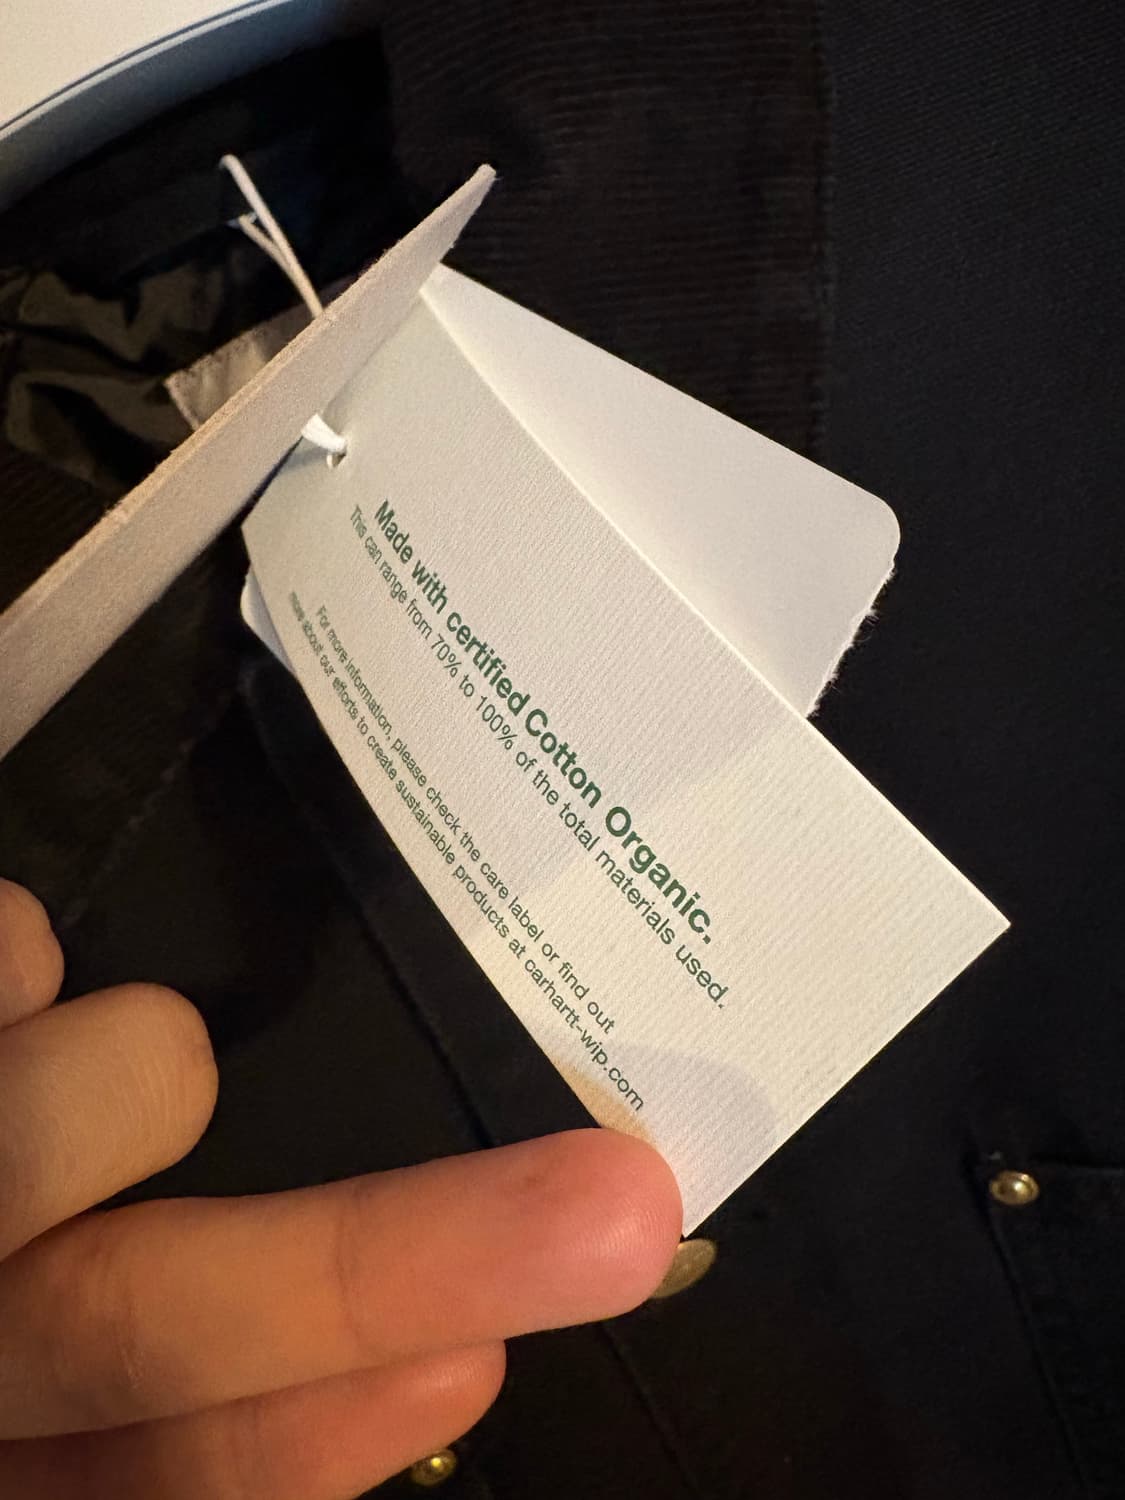 Made with certified Cotton Organic.
This can range from 70% to 100% of the total materials used.
For more information, please check the care label or find out
more about our efforts to create sustainable products at carhartt-wip.com